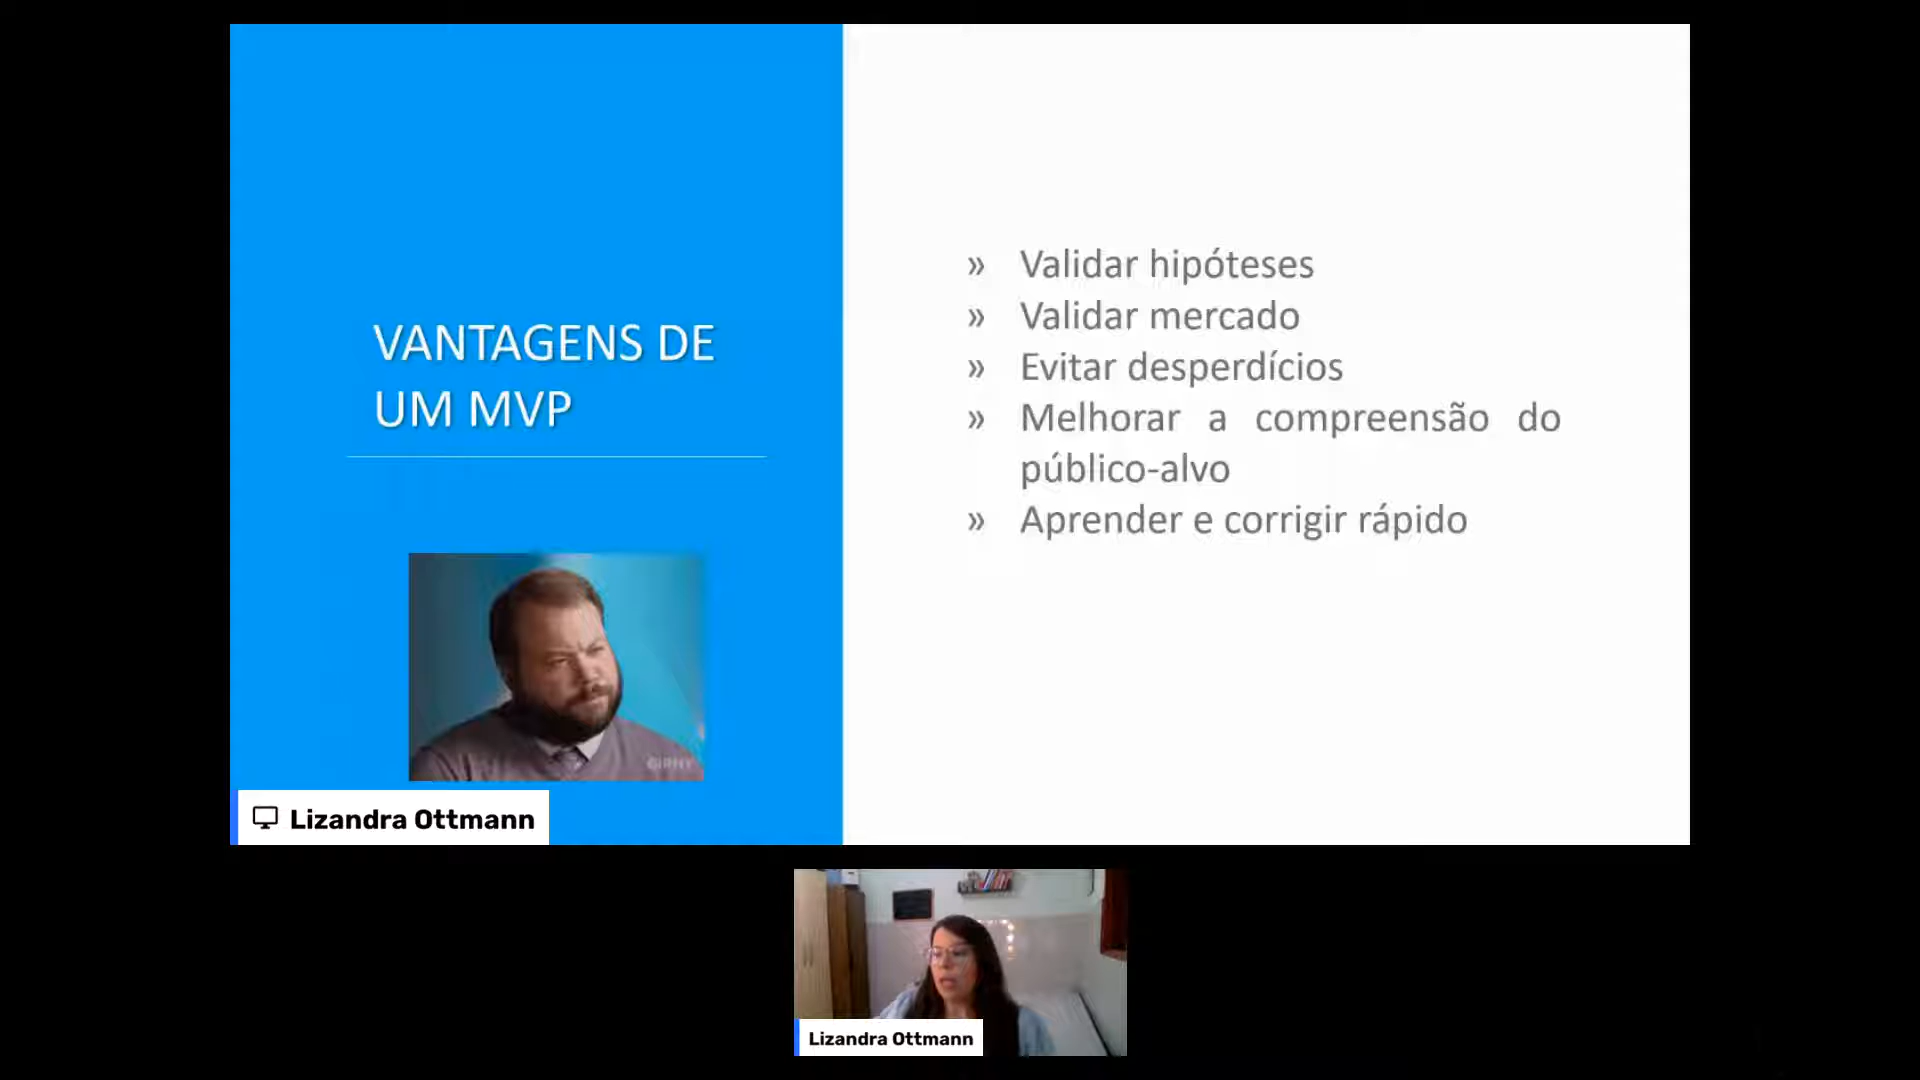 VANTAGENS DE
UM MVP
» Validar hipóteses
» Validar mercado
» Evitar desperdícios
» Melhorar a compreensão do
público-alvo
» Aprender e corrigir rápido
GIPHY
Lizandra Ottmann
Lizandra Ottmann